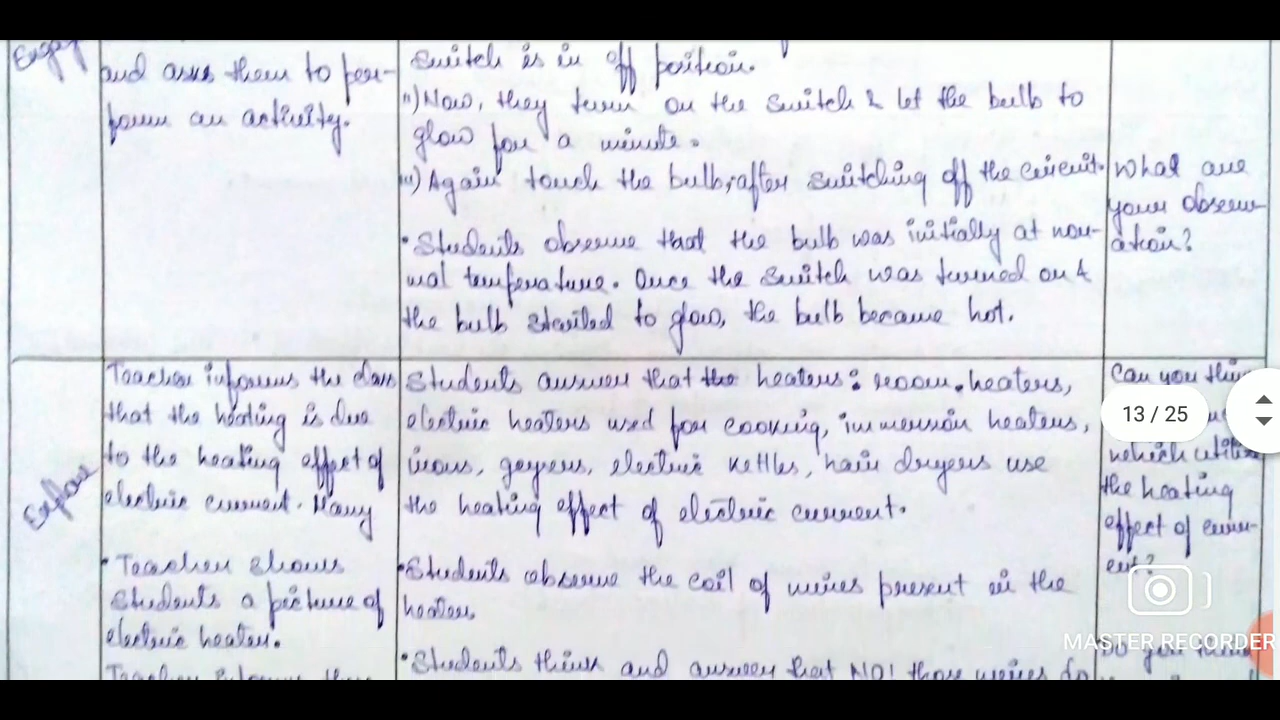 Engage
and asks them to per-
form an activity.
switch is in off position.
ii) Now, they turn on the switch & let the bulb to
glow for a minute.
iii) Again touch the bulb, after switching off the circuit.
• Students observe that the bulb was initially at nor-
mal temperature. Once the switch was turned on &
the bulb started to glow, the bulb became hot.
What are
your observ-
ation?
Explore
Teacher informs the class
that the heating is due
to the heating effect of
electric current. Many
• Teacher shows
students a picture of
electric heater.
Students answer that the heaters: room heaters,
electric heaters used for cooking, immersion heaters,
irons, geysers, electric kettles, hair dryers use
the heating effect of electric current.
• Students observe the coil of wires present in the
heater
• Students think and answer that NO! those wires do
Can you thin
which utilis
the heating
effect of curr-
ent?
Do you
13 / 25
MASTER RECORDER